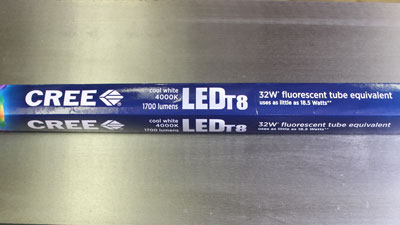 CREE
cool white
4000K
1700 lumens
LEDT8
32W* fluorescent tube equivalent
uses as little as 18.5 Watts**
CREE
cool white
4000K
1700 lumens
LEDT8
32W* fluorescent tube equivalent
uses as little as 18.5 Watts**